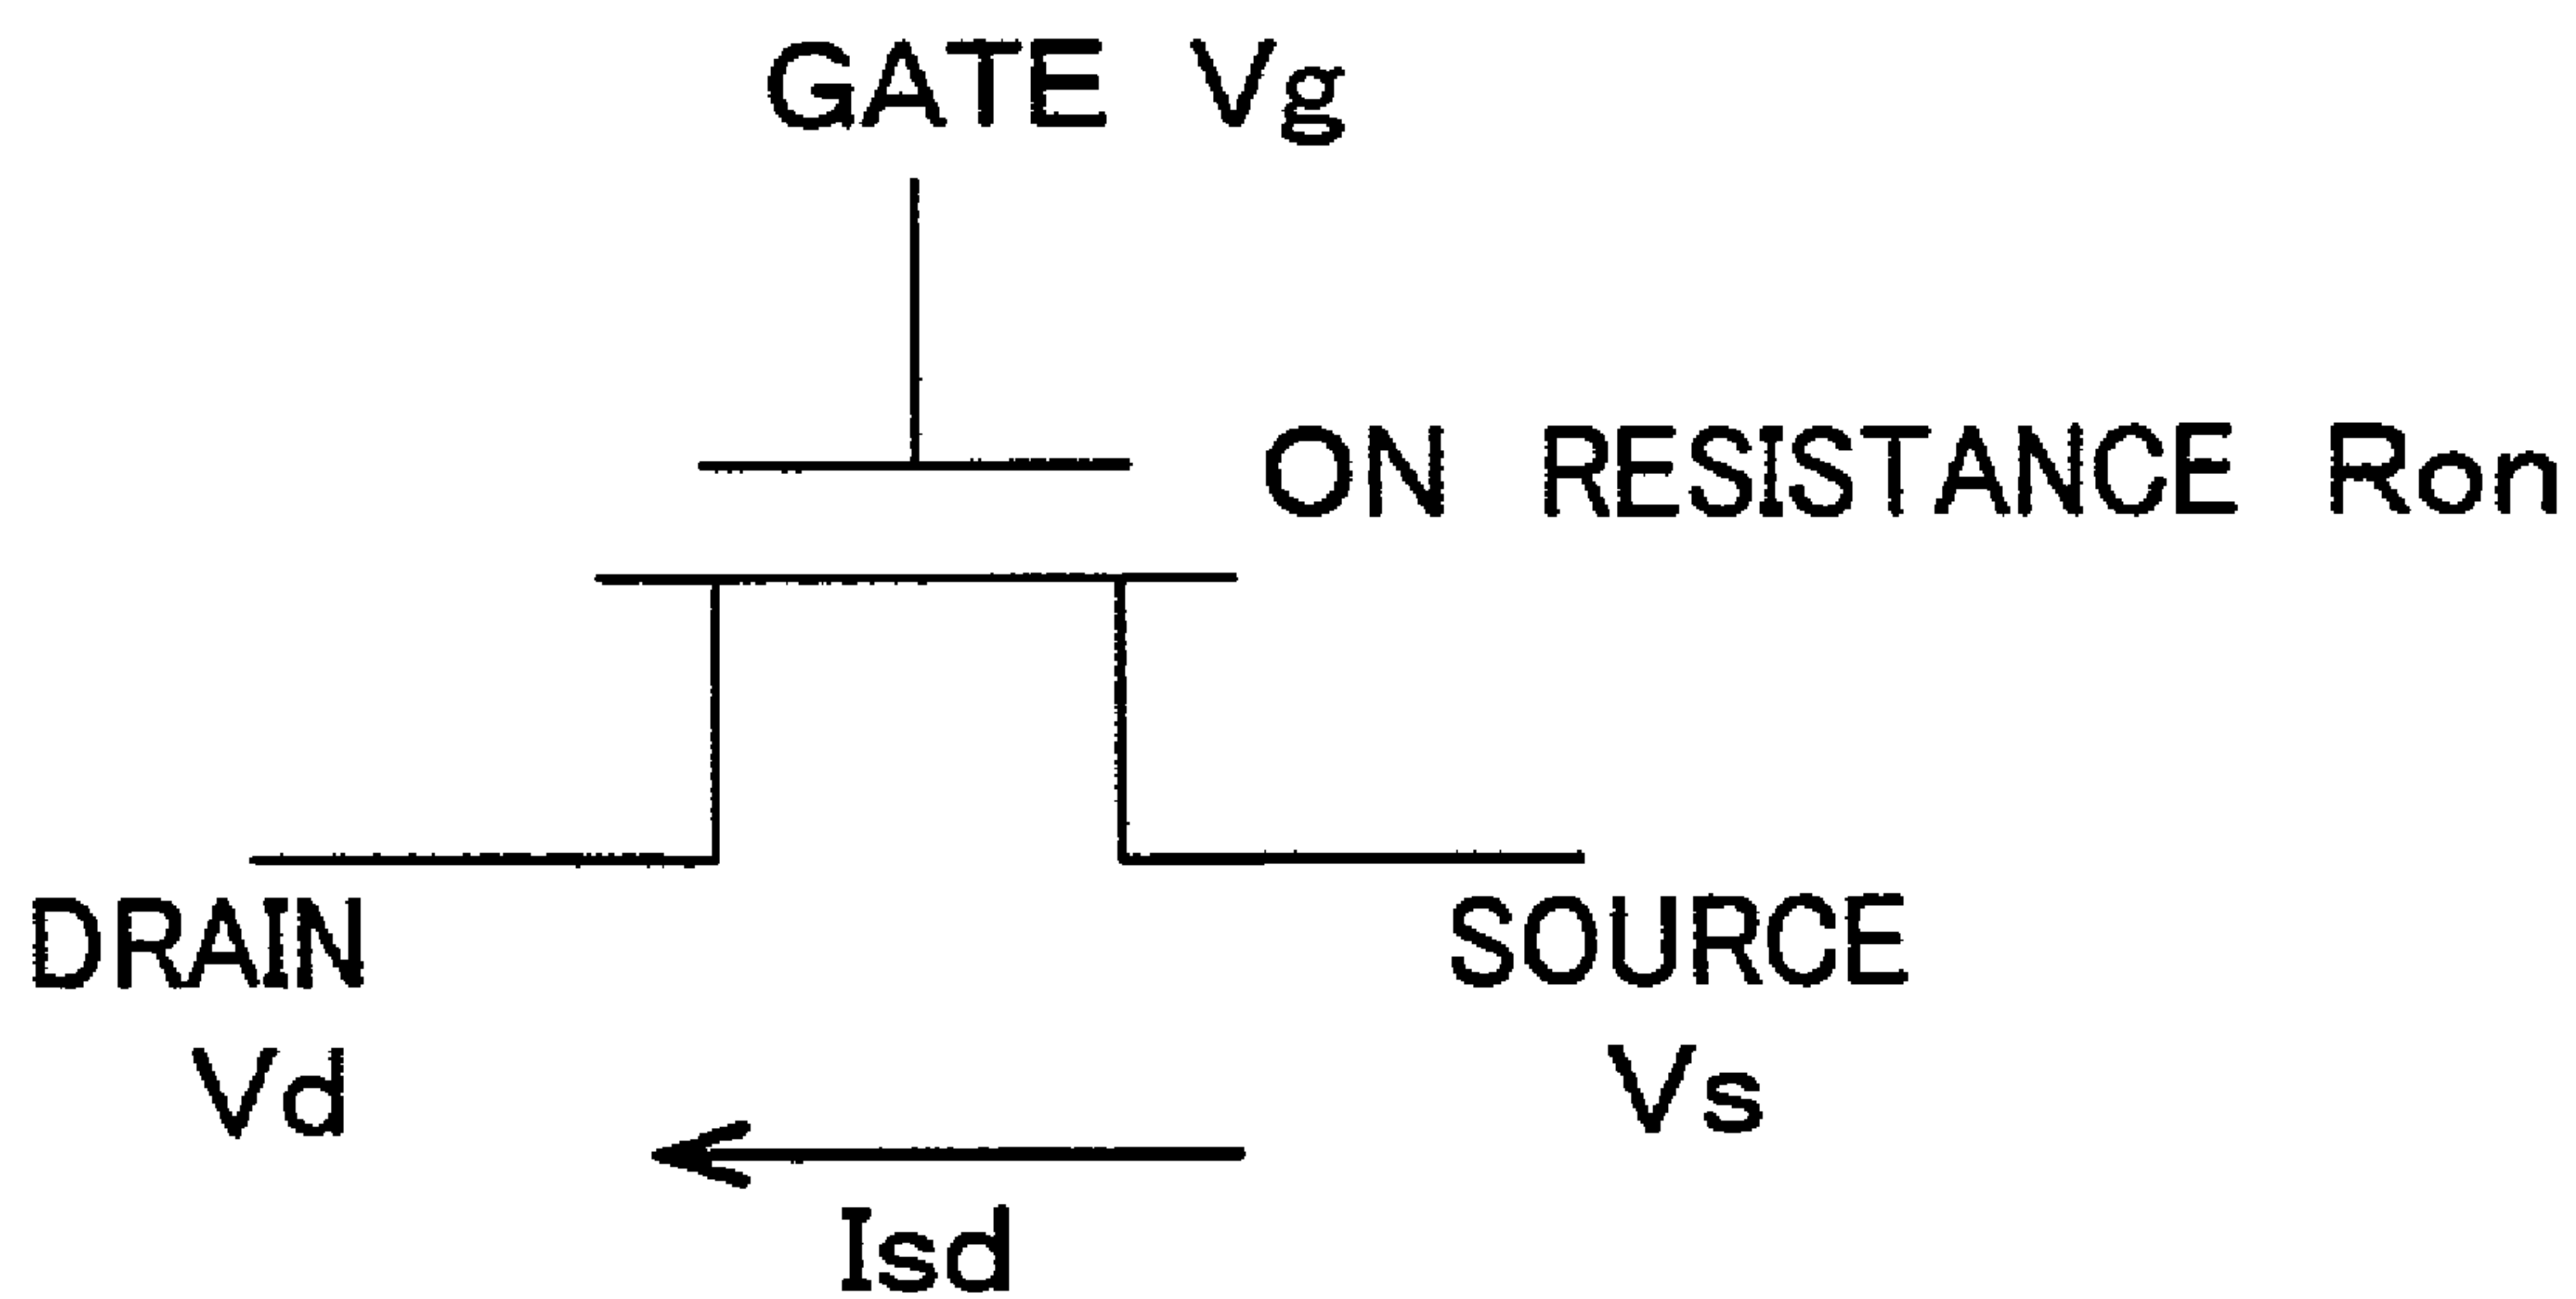 GATE Vg
ON RESISTANCE Ron
DRAIN
Vd
SOURCE
Vs
Isd